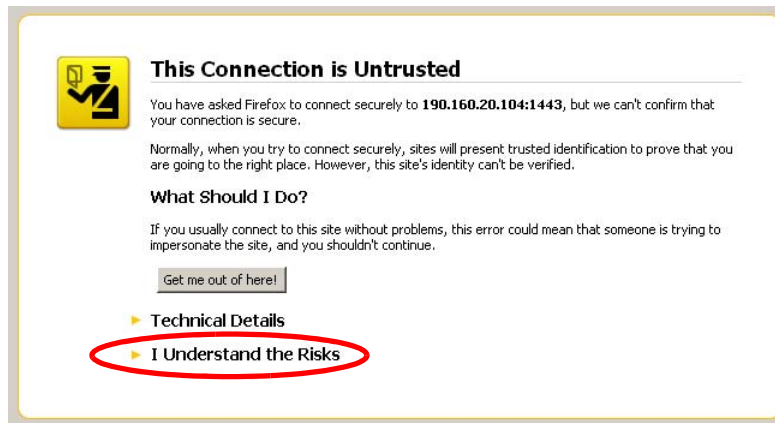 This Connection is Untrusted
You have asked Firefox to connect securely to 190.160.20.104:1443, but we can't confirm that
your connection is secure.
Normally, when you try to connect securely, sites will present trusted identification to prove that you
are going to the right place. However, this site's identity can't be verified.
What Should I Do?
If you usually connect to this site without problems, this error could mean that someone is trying to
impersonate the site, and you shouldn't continue.
Get me out of here!
Technical Details
I Understand the Risks